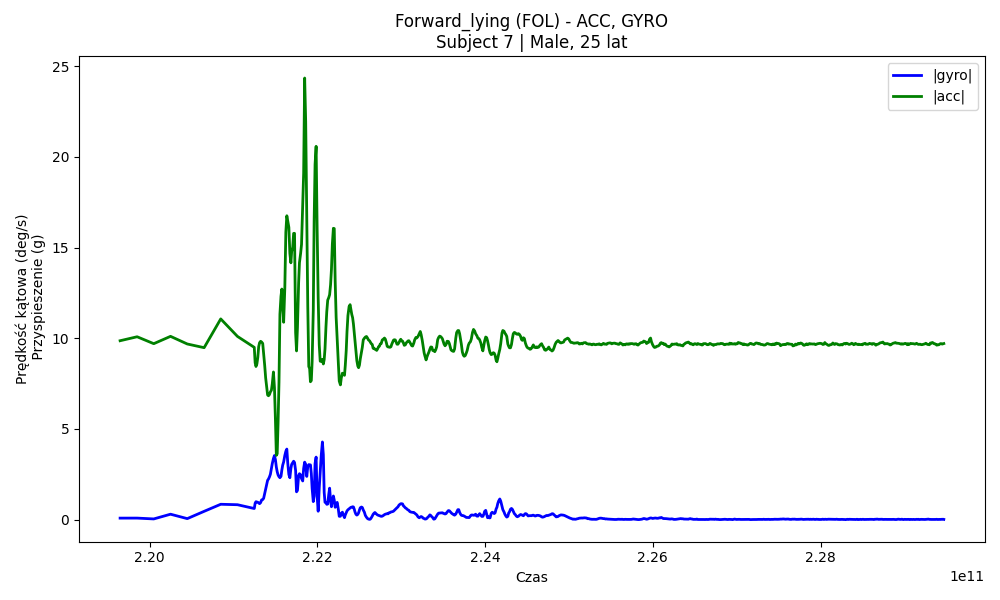 Forward_lying (FOL) - ACC, GYRO
Subject 7 | Male, 25 lat
|gyro|
|acc|
Prędkość kątowa (deg/s)
Przyspieszenie (g)
25
20
15
10
5
0
2.20
2.22
2.24
2.26
2.28
1e11
Czas